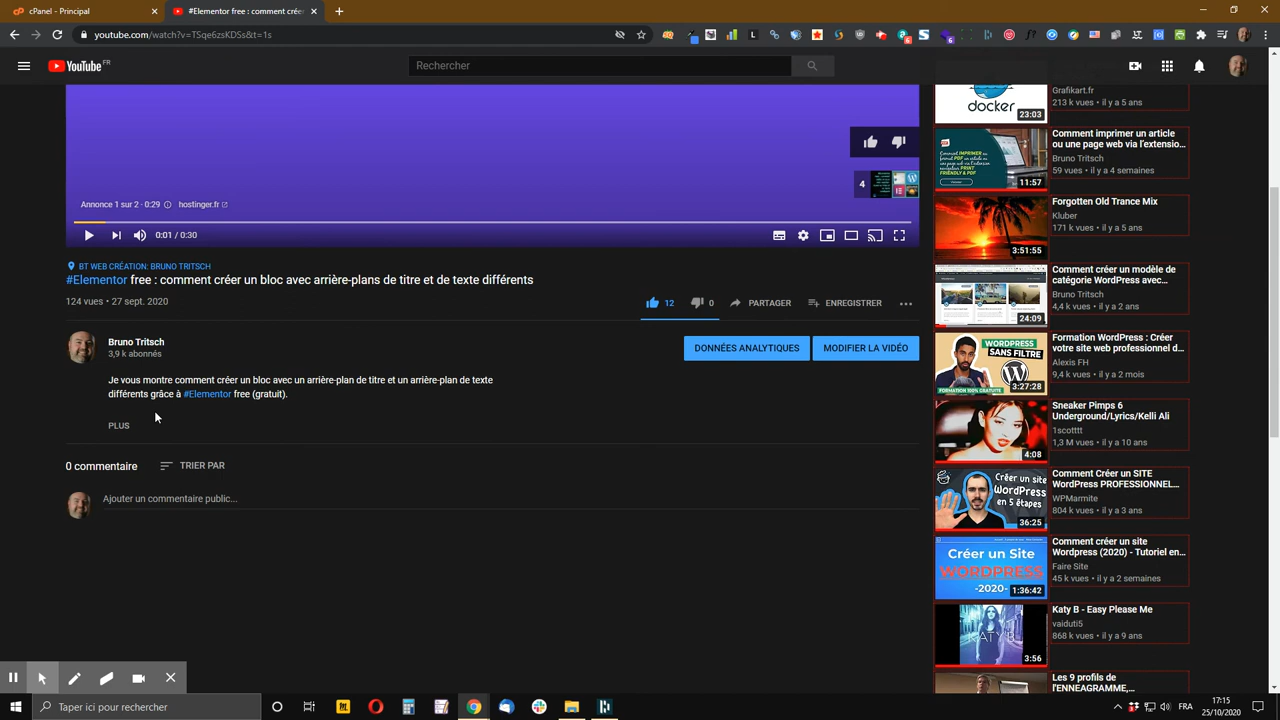 cPanel - Principal
#Elementor free : comment crée
youtube.com/watch?v=TSqe6zsKDSs&t=1s
YouTube FR
Rechercher
docker
23:03
Grafikart.fr
213 k vues • il y a 5 ans
Annonce 1 sur 2 · 0:29
hostinger.fr
4
0:01 / 0:30
11:57
Comment imprimer un article
ou une page web via l'extensio…
Bruno Tritsch
59 vues • il y a 4 semaines
3:51:55
Forgotten Old Trance Mix
Kluber
171 k vues • il y a 5 ans
BT WEB CRÉATION: BRUNO TRITSCH
#Elementor free : comment créer un bloc avec un arrière-plans de titre et de texte différents
124 vues • 27 sept. 2020
12
0
PARTAGER
ENREGISTRER
24:09
Comment créer un modèle de
catégorie WordPress avec…
Bruno Tritsch
4,4 k vues • il y a 2 ans
Bruno Tritsch
3,9 k abonnés
DONNÉES ANALYTIQUES
MODIFIER LA VIDÉO
Je vous montre comment créer un bloc avec un arrière-plan de titre et un arrière plan de texte
différents grâce à #Elementor free.
PLUS
WORDPRESS
SANS FILTRE
FORMATION 100% GRATUITE
3:27:28
Formation WordPress : Créer
votre site web professionnel d…
Alexis FH
9,4 k vues • il y a 2 mois
4:08
Sneaker Pimps 6
Underground/Lyrics/Kelli Ali
1scotttt
1,3 M vues • il y a 10 ans
0 commentaire
TRIER PAR
Ajouter un commentaire public...
Créer un site
WordPress
en 5 étapes
36:25
Comment Créer un SITE
WordPress PROFESSIONNEL…
WPMarmite
804 k vues • il y a 3 ans
Créer un Site
WORDPRESS
-2020-
1:36:42
Comment créer un site
Wordpress (2020) - Tutoriel en…
Faire Site
45 k vues • il y a 2 semaines
KATY B
3:56
Katy B - Easy Please Me
vaiduti5
868 k vues • il y a 9 ans
Les 9 profils de
l'ENNEAGRAMME,…
Taper ici pour rechercher
FRA
17:15
25/10/2020